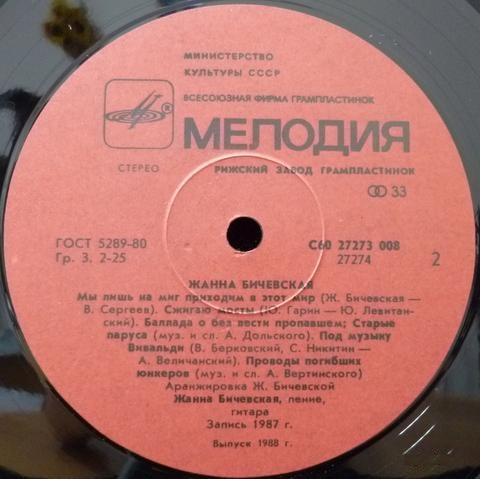 МИНИСТЕРСТВО
КУЛЬТУРЫ СССР
ВСЕСОЮЗНАЯ ФИРМА ГРАМПЛАСТИНОК
®
МЕЛОДИЯ
СТЕРЕО
РИЖСКИЙ ЗАВОД ГРАМПЛАСТИНОК
33
ГОСТ 5289-80
Гр. 3. 2-25
С60 27273 008
27274
2
ЖАННА БИЧЕВСКАЯ
Мы лишь на миг приходим в этот мир (Ж. Бичевская —
В. Сергеев). Сжигаю мосты (Ю. Гарин — Ю. Левитан-
ский). Баллада о без вести пропавшем; Старые
паруса (муз. и сл. А. Дольского). Под музыку
Вивальди (В. Берковский, С. Никитин —
А. Величанский). Проводы погибших
юнкеров (муз. и сл. А. Вертинского)
Аранжировка Ж. Бичевской
Жанна Бичевская, пение,
гитара
Запись 1987 г.
Выпуск 1988 г.